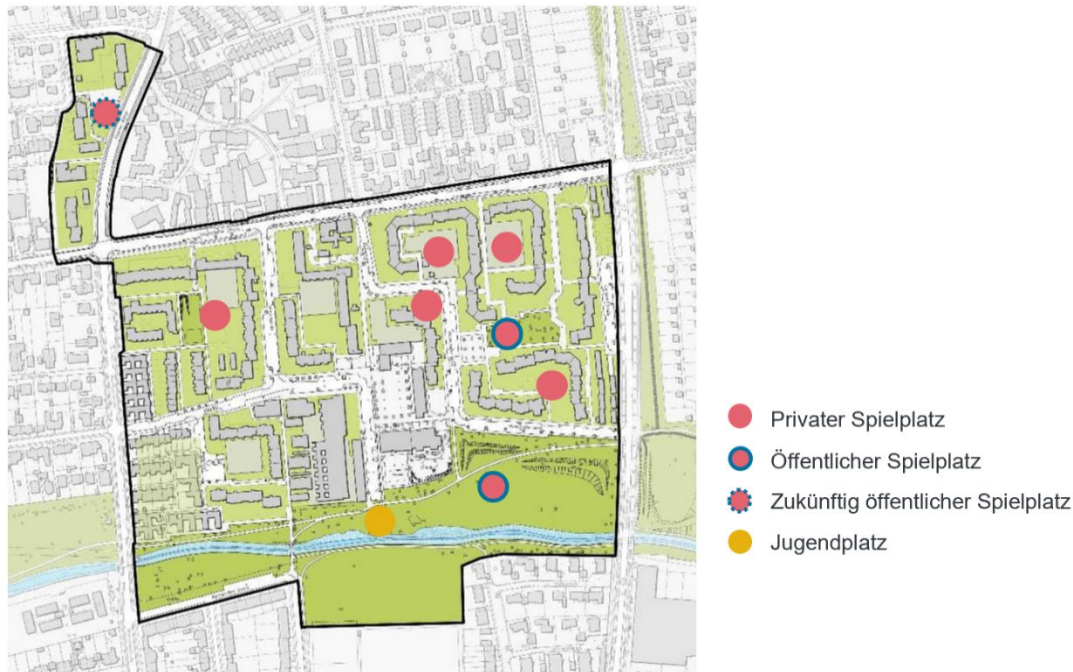 Privater Spielplatz
Öffentlicher Spielplatz
Zukünftig öffentlicher Spielplatz
Jugendplatz